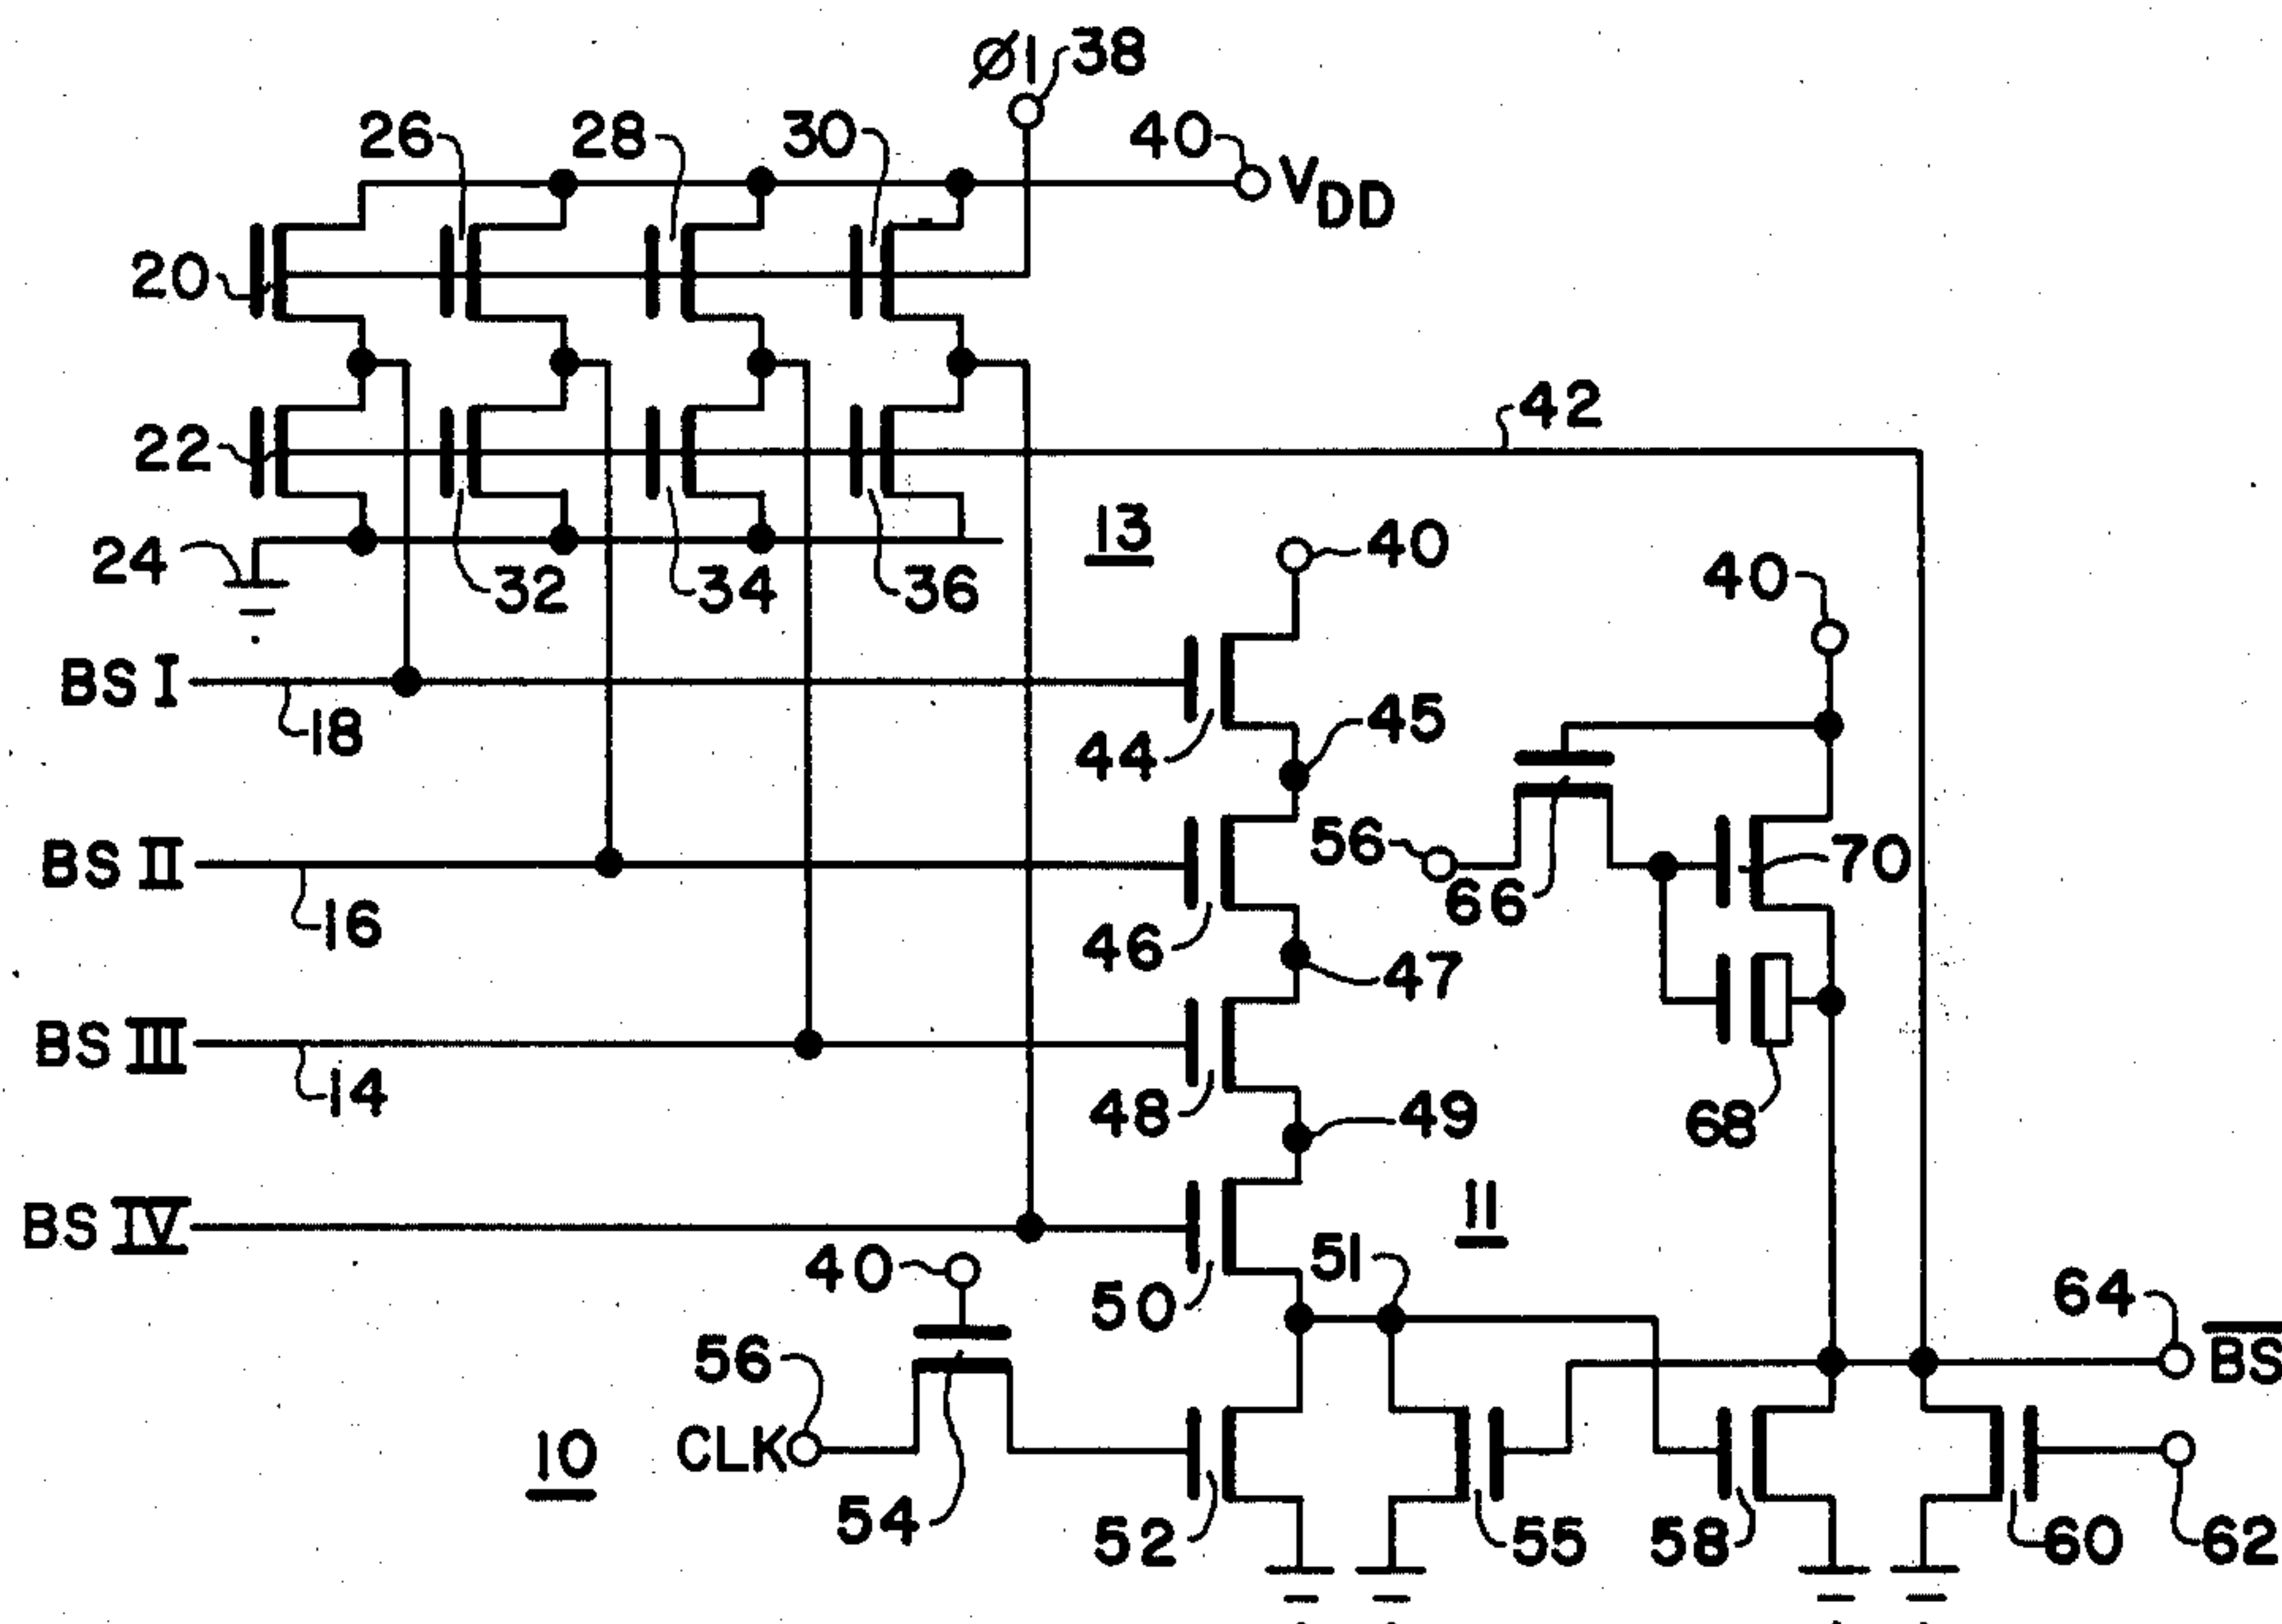 Ø1 38
26 28 30 40
VDD
20
42
22
13
24 32 34 36 40 40
BS I
18
44 45
56
BS II
16
66 70
46 47
BS III
14
48 49
68
BS IV
11
40 50 51
64
56
BS
10 CLK
54 52 55 58 60 62